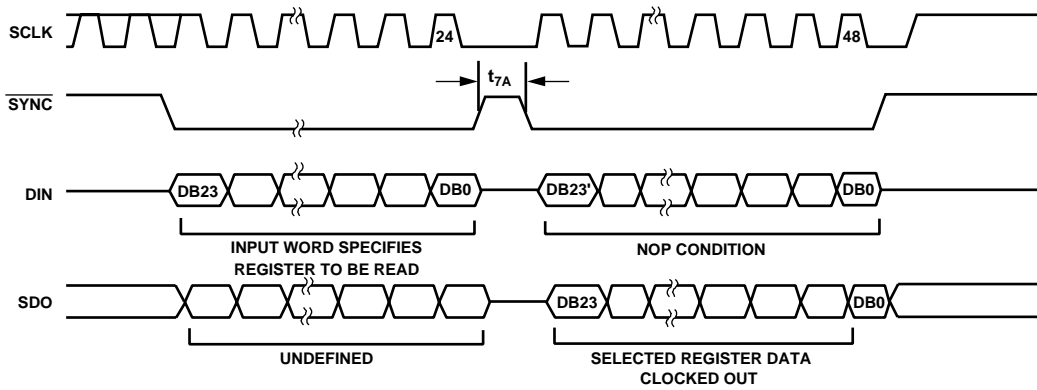 SCLK
24
48
t7A
SYNC
DIN
DB23
DB0
DB23'
DB0
INPUT WORD SPECIFIES
REGISTER TO BE READ
NOP CONDITION
SDO
DB23
DB0
UNDEFINED
SELECTED REGISTER DATA
CLOCKED OUT